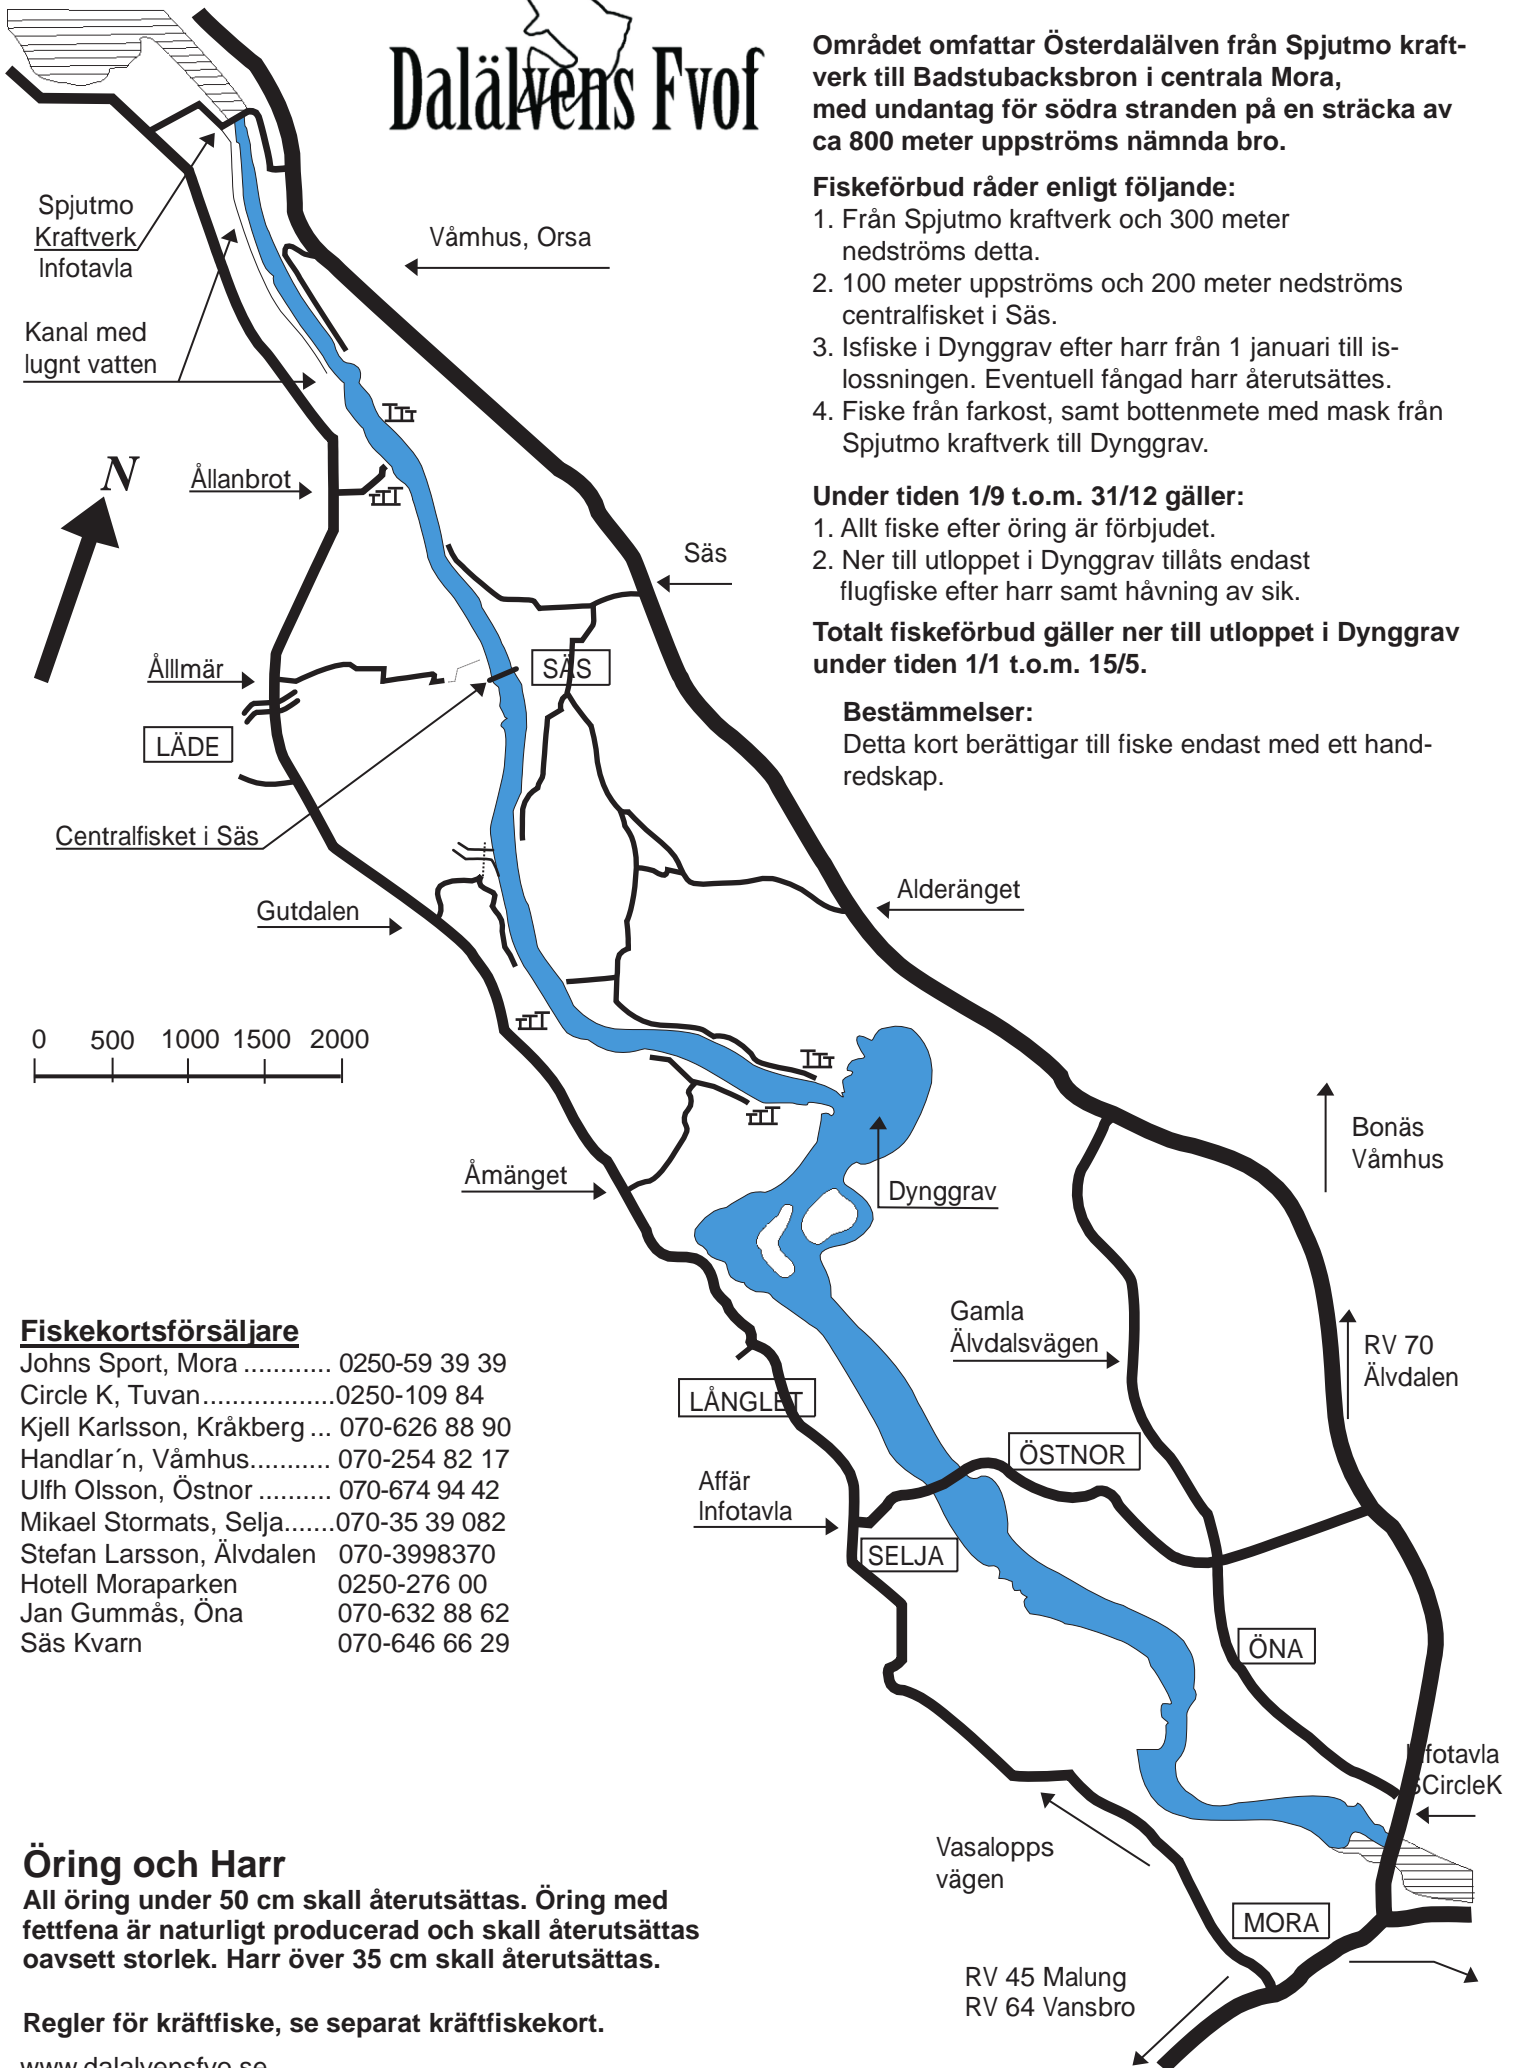 Dalälvens Fvof
Området omfattar Österdalälven från Spjutmo kraft-
verk till Badstubacksbron i centrala Mora,
med undantag för södra stranden på en sträcka av
ca 800 meter uppströms nämnda bro.
Fiskeförbud råder enligt följande:
1. Från Spjutmo kraftverk och 300 meter
nedströms detta.
2. 100 meter uppströms och 200 meter nedströms
centralfisket i Säs.
3. Isfiske i Dynggrav efter harr från 1 januari till is-
lossningen. Eventuell fångad harr återutsättes.
4. Fiske från farkost, samt bottenmete med mask från
Spjutmo kraftverk till Dynggrav.
Under tiden 1/9 t.o.m. 31/12 gäller:
1. Allt fiske efter öring är förbjudet.
2. Ner till utloppet i Dynggrav tillåts endast
flugfiske efter harr samt håvning av sik.
Totalt fiskeförbud gäller ner till utloppet i Dynggrav
under tiden 1/1 t.o.m. 15/5.
Bestämmelser:
Detta kort berättigar till fiske endast med ett hand-
redskap.
Spjutmo
Kraftverk
Infotavla
Våmhus, Orsa
Kanal med
lugnt vatten
N
Ållanbrot
Säs
Ålllmär
SÄS
LÄDE
Centralfisket i Säs
Alderänget
Gutdalen
0 500 1000 1500 2000
Bonäs
Våmhus
Åmänget
Dynggrav
Gamla
Älvdalsvägen
RV 70
Älvdalen
LÅNGLET
ÖSTNOR
Affär
Infotavla
SELJA
ÖNA
Fiskekortsförsäljare
Johns Sport, Mora ............ 0250-59 39 39
Circle K, Tuvan..................0250-109 84
Kjell Karlsson, Kråkberg ... 070-626 88 90
Handlar´n, Våmhus........... 070-254 82 17
Ulfh Olsson, Östnor .......... 070-674 94 42
Mikael Stormats, Selja.......070-35 39 082
Stefan Larsson, Älvdalen 070-3998370
Hotell Moraparken 0250-276 00
Jan Gummås, Öna 070-632 88 62
Säs Kvarn 070-646 66 29
Infotavla
CircleK
Vasalopps
vägen
MORA
RV 45 Malung
RV 64 Vansbro
Öring och Harr
All öring under 50 cm skall återutsättas. Öring med
fettfena är naturligt producerad och skall återutsättas
oavsett storlek. Harr över 35 cm skall återutsättas.
Regler för kräftfiske, se separat kräftfiskekort.
www.dalalvensfvo.se